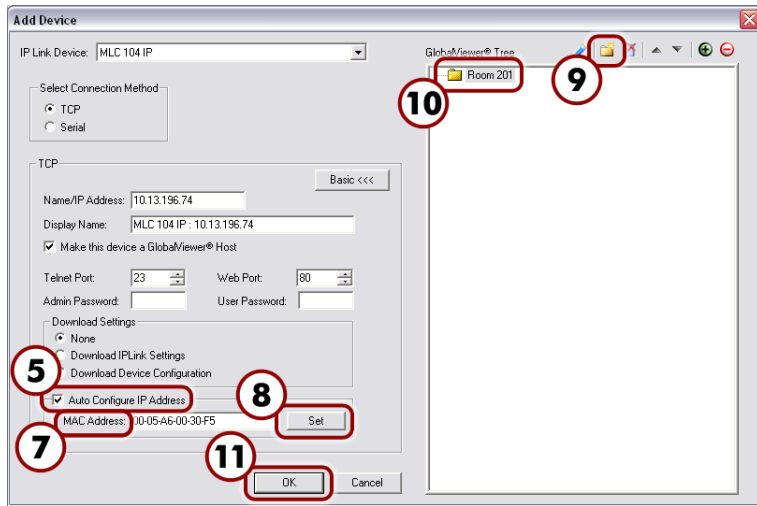 Add Device
IP Link Device: MLC 104 IP
GlobalViewer® Tree
9
Room 201
10
Select Connection Method
TCP
Serial
TCP
Basic <<<
Name/IP Address: 10.13.196.74
Display Name: MLC 104 IP : 10.13.196.74
Make this device a GlobalViewer® Host
Telnet Port: 23 Web Port: 80
Admin Password: User Password:
Download Settings
None
Download IPLink Settings
Download Device Configuration
5
Auto Configure IP Address
8
MAC Address: 00-05-A6-00-30-F5 Set
7
11
OK Cancel